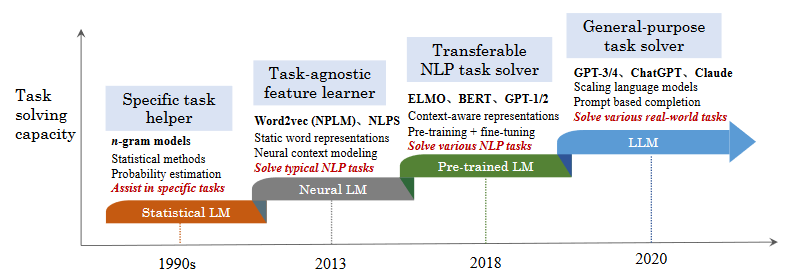 Task
solving
capacity
Specific task
helper
n-gram models
Statistical methods
Probability estimation
Assist in specific tasks
Statistical LM
1990s
Task-agnostic
feature learner
Word2vec (NPLM)、NLPS
Static word representations
Neural context modeling
Solve typical NLP tasks
Neural LM
2013
Transferable
NLP task solver
ELMO、BERT、GPT-1/2
Context-aware representations
Pre-training + fine-tuning
Solve various NLP tasks
Pre-trained LM
2018
General-purpose
task solver
GPT-3/4、ChatGPT、Claude
Scaling language models
Prompt based completion
Solve various real-world tasks
LLM
2020